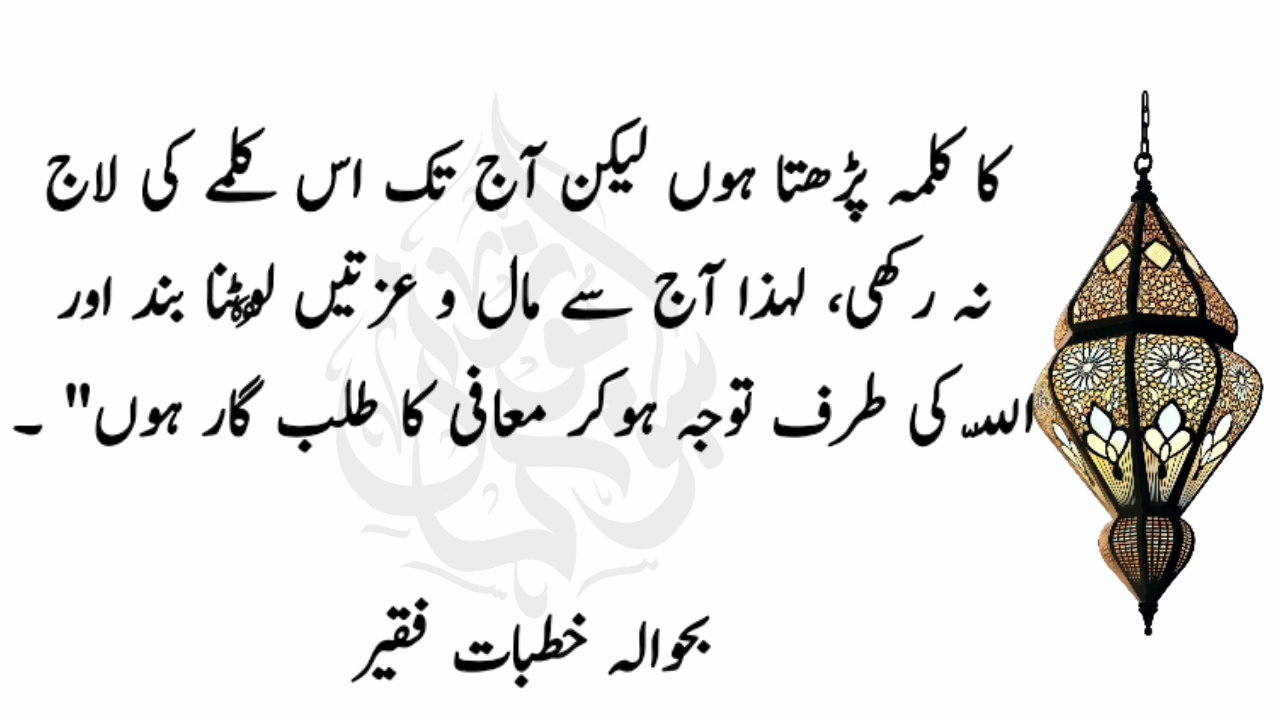 کا کلمہ پڑھتا ہوں لیکن آج تک اس کلمے کی لاج
نہ رکھی، لہذا آج سے مال و عزتیں لوٹنا بند اور
اللہ کی طرف توجہ ہوکر معافی کا طلب گار ہوں" ۔
بحوالہ خطبات فقیر